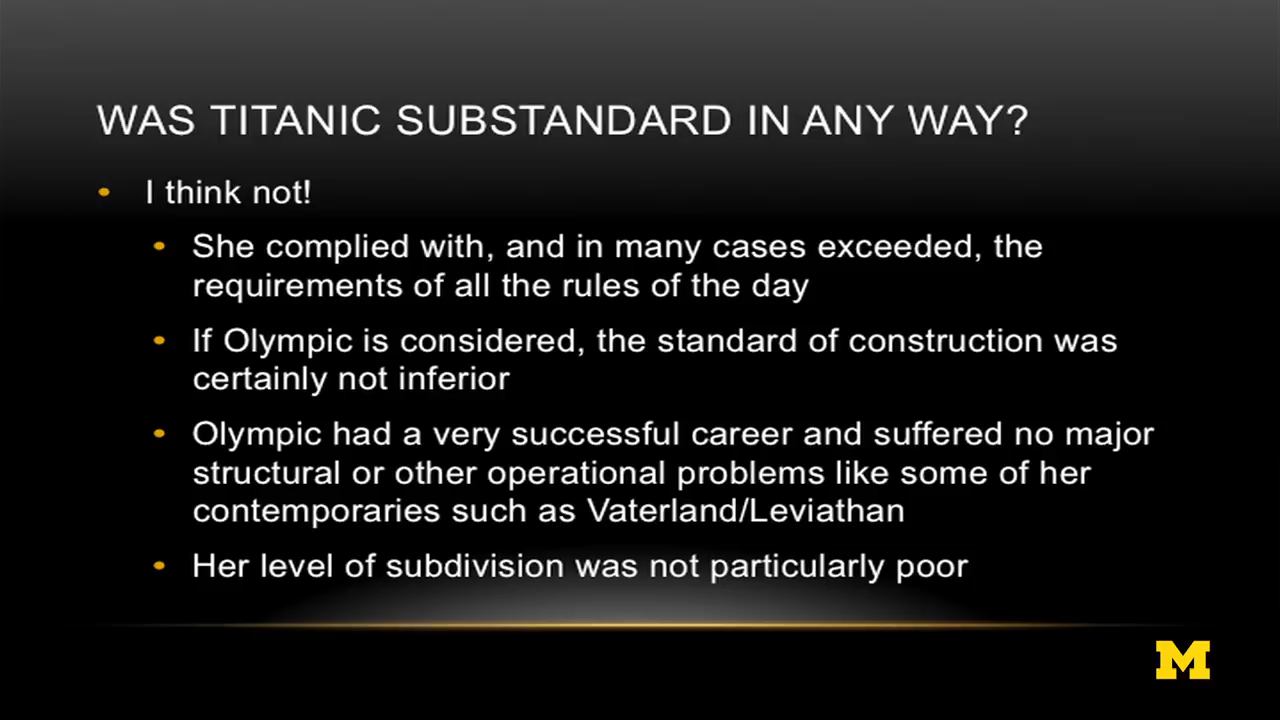 WAS TITANIC SUBSTANDARD IN ANY WAY?
• I think not!
• She complied with, and in many cases exceeded, the
requirements of all the rules of the day
• If Olympic is considered, the standard of construction was
certainly not inferior
• Olympic had a very successful career and suffered no major
structural or other operational problems like some of her
contemporaries such as Vaterland/Leviathan
• Her level of subdivision was not particularly poor
M